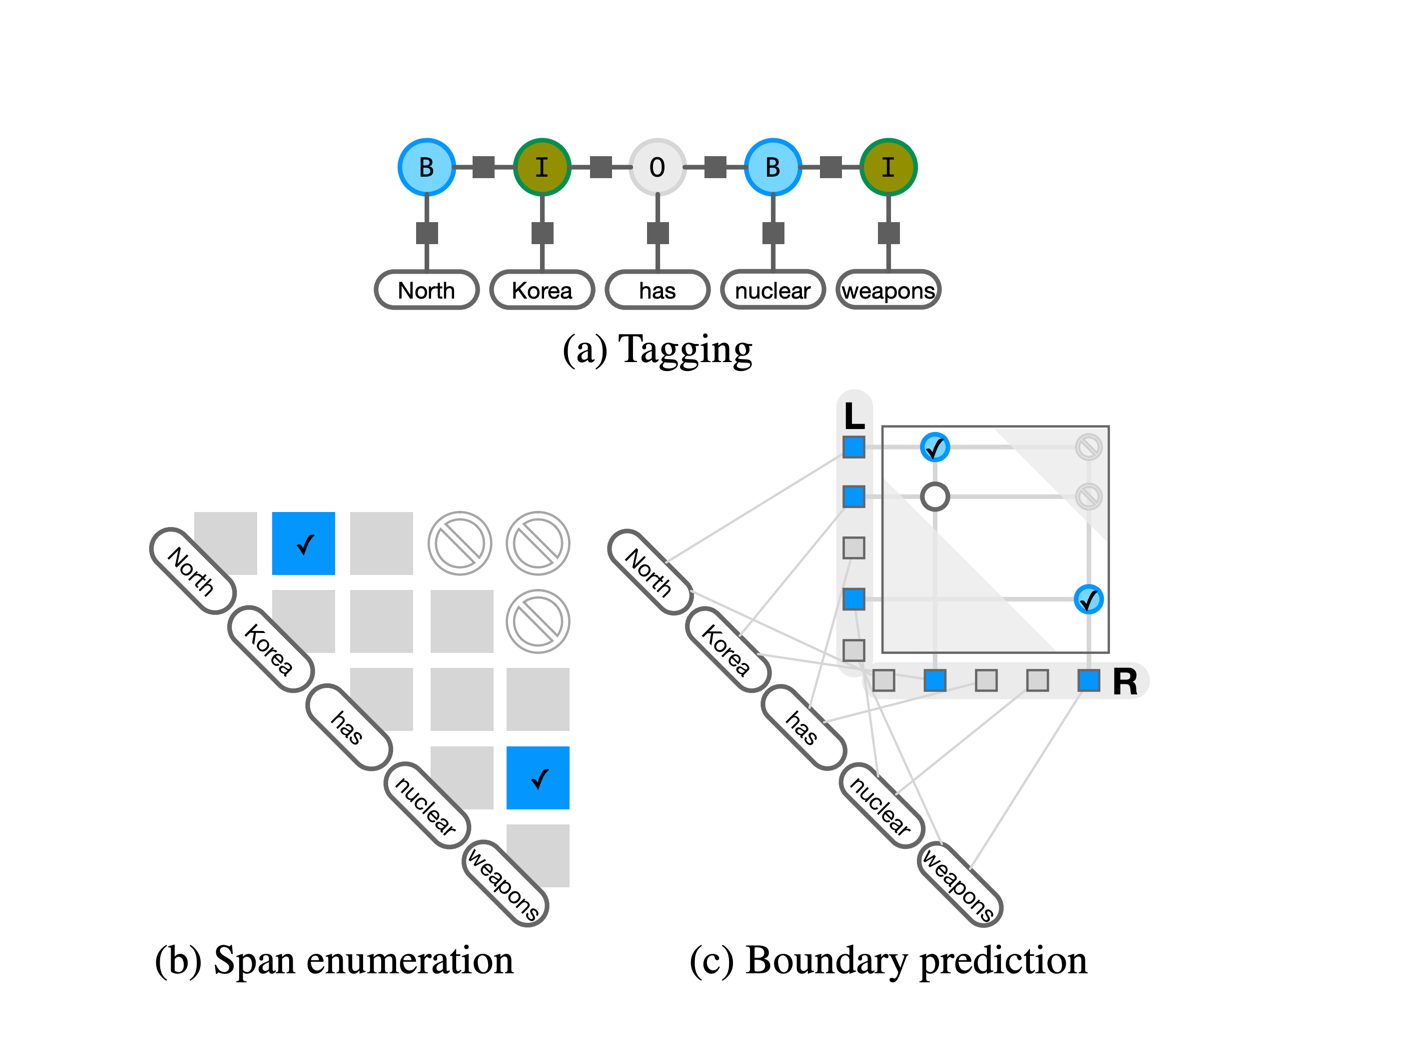 B I O B I
North Korea has nuclear weapons
(a) Tagging
L
North
Korea
has
nuclear
weapons
(b) Span enumeration
North
Korea
has
nuclear
weapons
R
(c) Boundary prediction